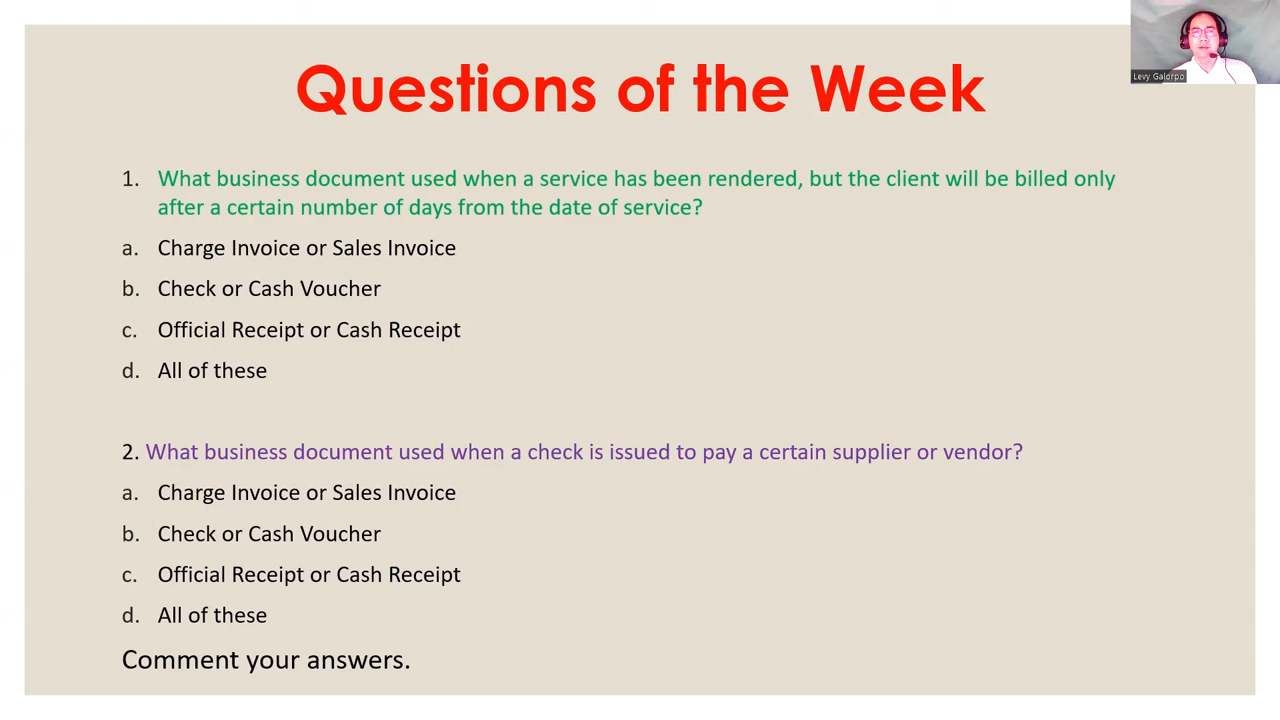 Questions of the Week
Levy Galorpo
1. What business document used when a service has been rendered, but the client will be billed only
after a certain number of days from the date of service?
a. Charge Invoice or Sales Invoice
b. Check or Cash Voucher
c. Official Receipt or Cash Receipt
d. All of these
2. What business document used when a check is issued to pay a certain supplier or vendor?
a. Charge Invoice or Sales Invoice
b. Check or Cash Voucher
c. Official Receipt or Cash Receipt
d. All of these
Comment your answers.